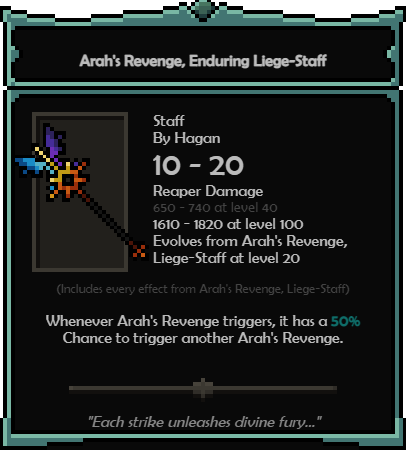 Arah's Revenge, Enduring Liege-Staff
Staff
By Hagan
10 - 20
Reaper Damage
650 - 740 at level 40
1610 - 1820 at level 100
Evolves from Arah's Revenge,
Liege-Staff at level 20
(Includes every effect from Arah's Revenge, Liege-Staff)
Whenever Arah's Revenge triggers, it has a 50%
Chance to trigger another Arah's Revenge.
"Each strike unleashes divine fury..."